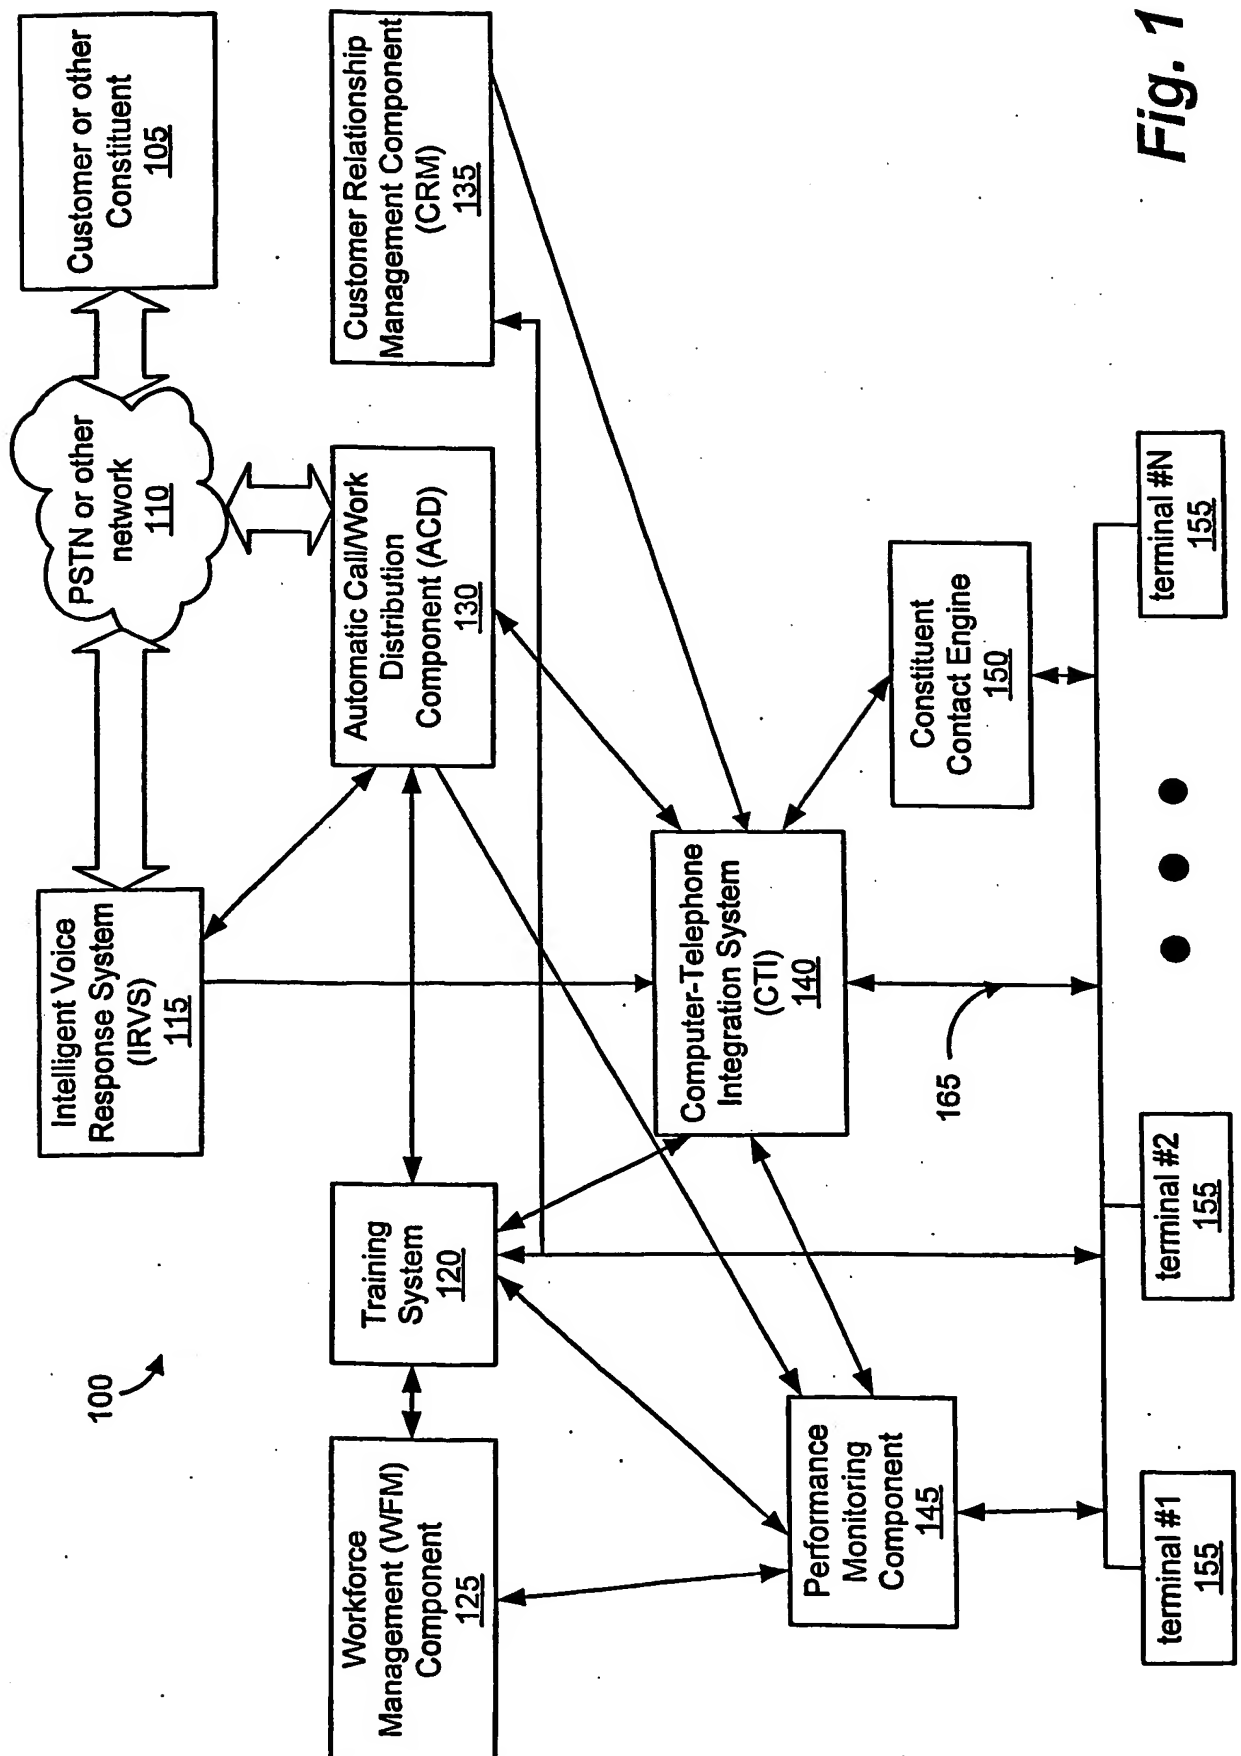 Customer or other
Constituent
105
PSTN or other
network
110
Intelligent Voice
Response System
(IRVS)
115
100
Workforce
Management (WFM)
Component
125
Training
System
120
Automatic Call/Work
Distribution
Component (ACD)
130
Customer Relationship
Management Component
(CRM)
135
Computer-Telephone
Integration System
(CTI)
140
Performance
Monitoring
Component
145
Constituent
Contact Engine
150
165
terminal #1
155
terminal #2
155
terminal #N
155
Fig. 1